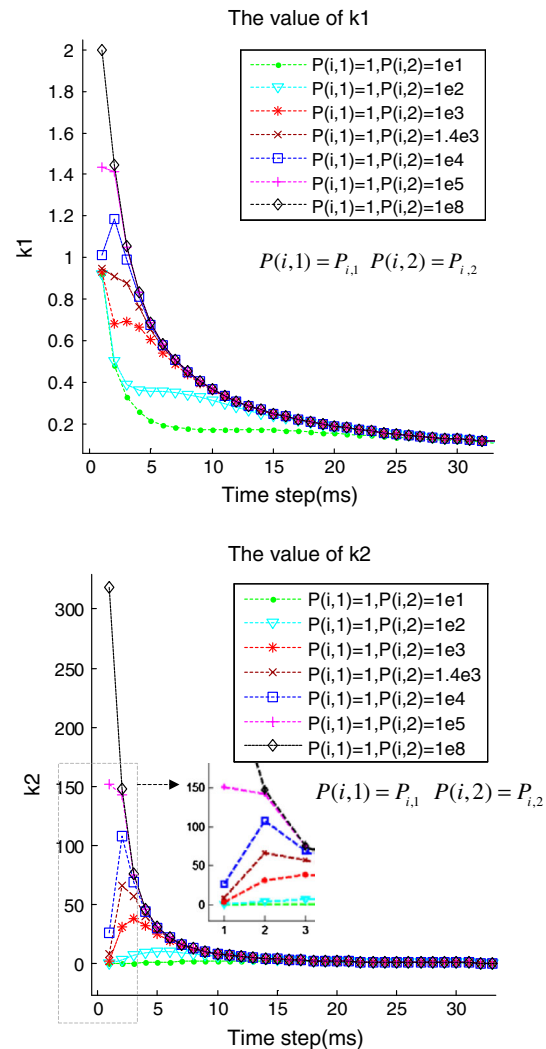 The value of k1
2
1.8
1.6
1.4
1.2
1
0.8
0.6
0.4
0.2
k1
P(i,1)=1,P(i,2)=1e1
P(i,1)=1,P(i,2)=1e2
P(i,1)=1,P(i,2)=1e3
P(i,1)=1,P(i,2)=1.4e3
P(i,1)=1,P(i,2)=1e4
P(i,1)=1,P(i,2)=1e5
P(i,1)=1,P(i,2)=1e8
P(i,1) = P_{i,1} P(i,2) = P_{i,2}
0 5 10 15 20 25 30
Time step(ms)
The value of k2
300
250
200
150
100
50
0
k2
P(i,1)=1,P(i,2)=1e1
P(i,1)=1,P(i,2)=1e2
P(i,1)=1,P(i,2)=1e3
P(i,1)=1,P(i,2)=1.4e3
P(i,1)=1,P(i,2)=1e4
P(i,1)=1,P(i,2)=1e5
P(i,1)=1,P(i,2)=1e8
P(i,1) = P_{i,1} P(i,2) = P_{i,2}
150
100
50
0
1 2 3
0 5 10 15 20 25 30
Time step(ms)